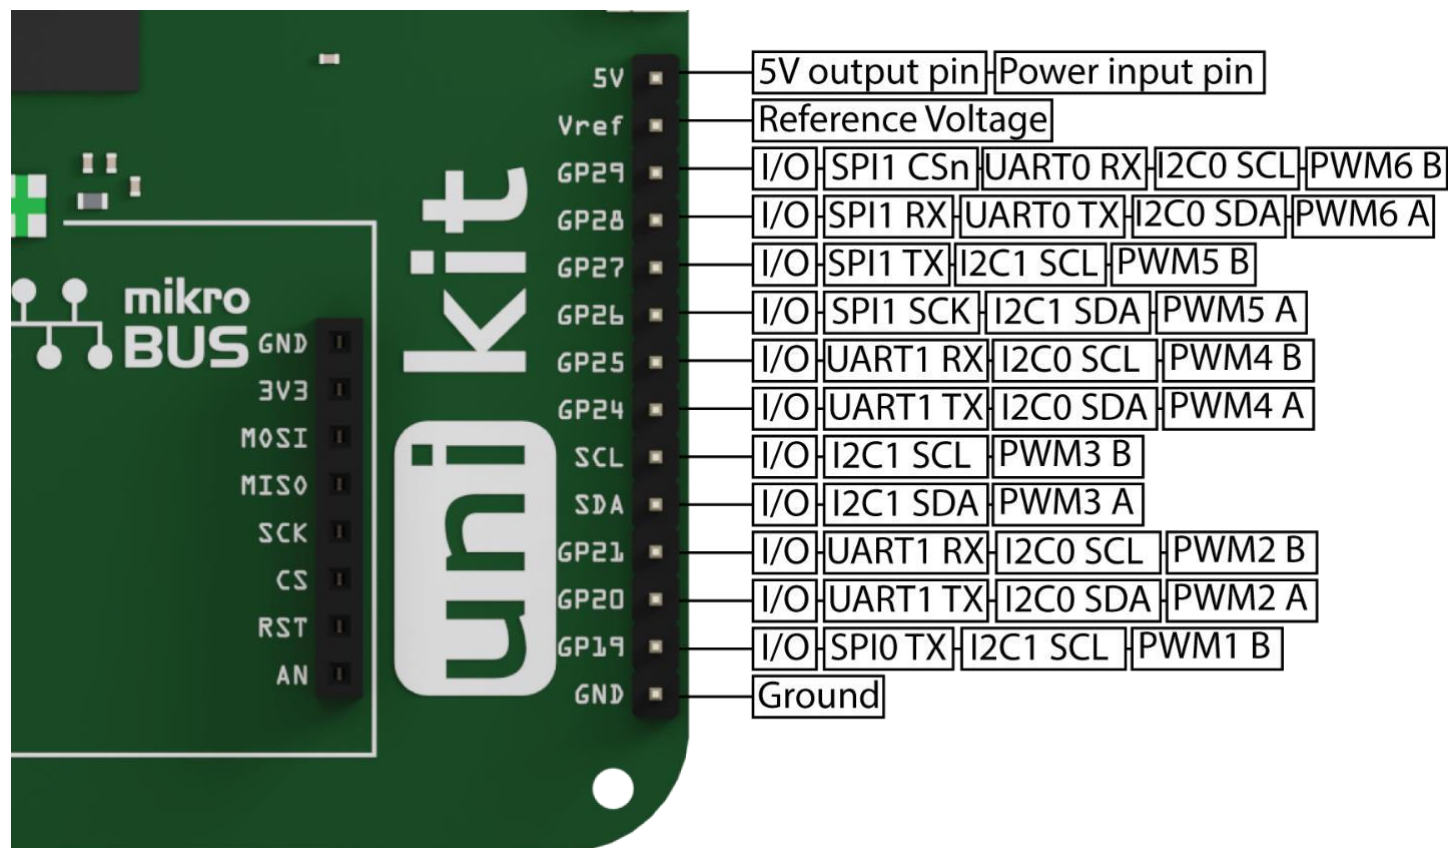 5V 5V output pin Power input pin
Vref Reference Voltage
GP29 I/O SPI1 CSn UART0 RX I2C0 SCL PWM6 B
GP28 I/O SPI1 RX UART0 TX I2C0 SDA PWM6 A
GP27 I/O SPI1 TX I2C1 SCL PWM5 B
GP26 I/O SPI1 SCK I2C1 SDA PWM5 A
GP25 I/O UART1 RX I2C0 SCL PWM4 B
GP24 I/O UART1 TX I2C0 SDA PWM4 A
SCL I/O I2C1 SCL PWM3 B
SDA I/O I2C1 SDA PWM3 A
GP21 I/O UART1 RX I2C0 SCL PWM2 B
GP20 I/O UART1 TX I2C0 SDA PWM2 A
GP19 I/O SPI0 TX I2C1 SCL PWM1 B
GND Ground
mikro
BUS
GND
3V3
MOSI
MISO
SCK
CS
RST
AN
uni kit